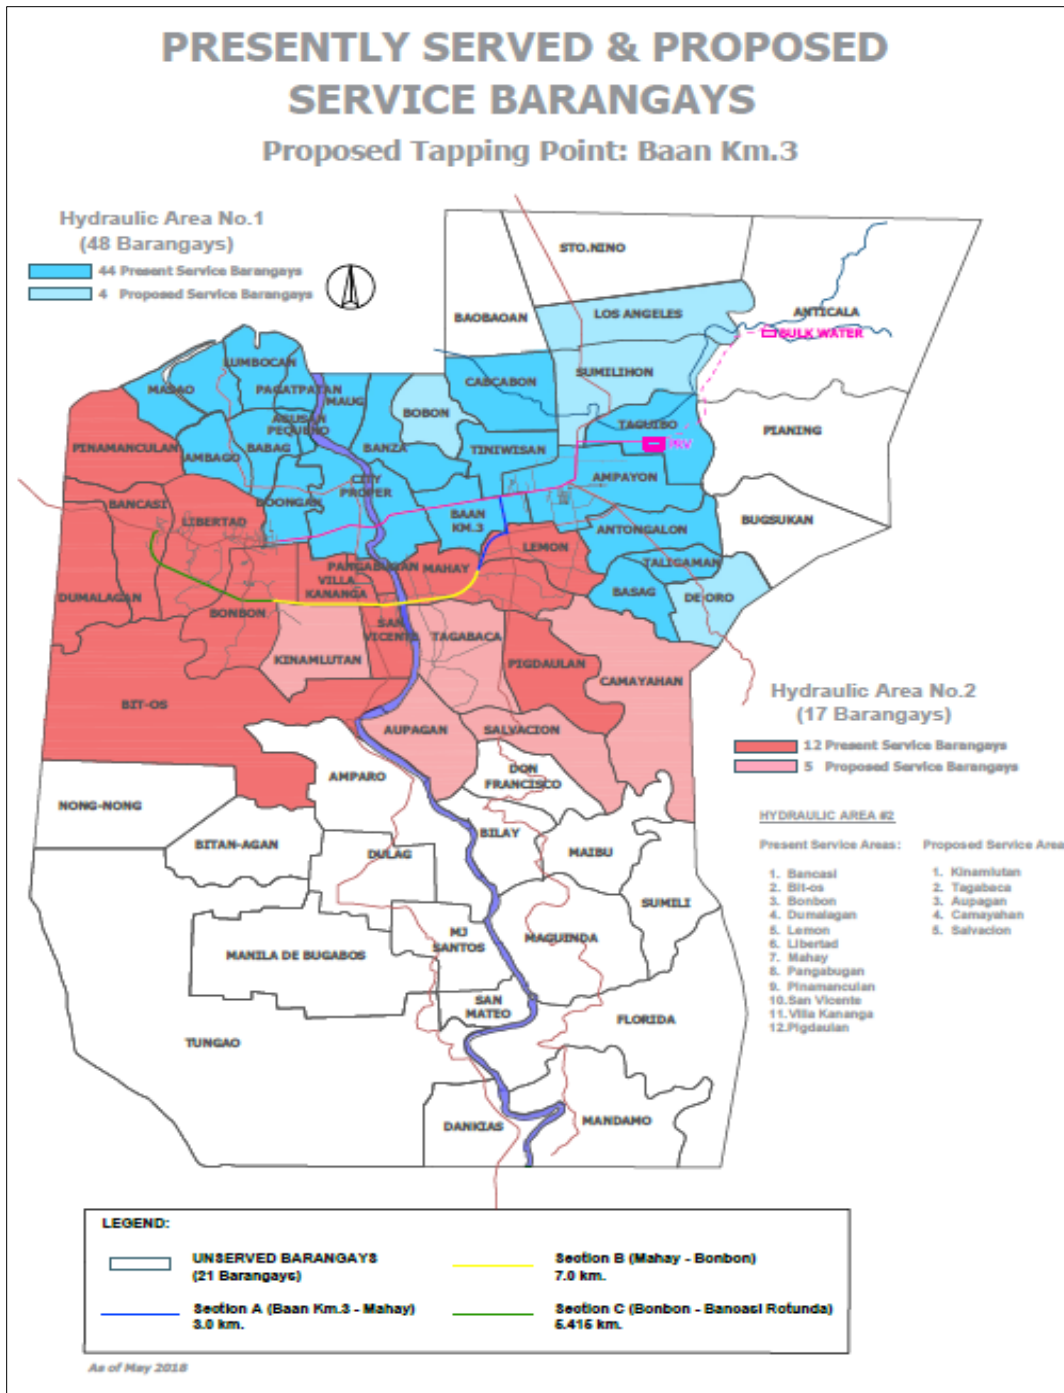 PRESENTLY SERVED & PROPOSED
SERVICE BARANGAYS
Proposed Tapping Point: Baan Km.3
Hydraulic Area No.1
(48 Barangays)
44 Present Service Barangays
4 Proposed Service Barangays
STO.NINO
BAOBAOAN
LOS ANGELES
ANTICALA
BULK WATER
LUMBOCAN
MASAO
PAGATPATAN
MAUG
CABCABON
SUMILIHON
BOBON
AGUSAN
PEQUENO
TAGUIBO
PIANING
PINAMANCULAN
BABAG
BANZA
TINIWISAN
AMBAGO
CITY
PROPER
AMPAYON
BANCASI
DOONGAN
BAAN
KM.3
BUGSUKAN
LIBERTAD
ANTONGALON
LEMON
PANGABUGAN
MAHAY
TALIGAMAN
VILLA
KANANGA
DUMALAGAN
BASAG
DE ORO
BONBON
SAN
VICENTE
TAGABACA
KINAMLUTAN
PIGDAULAN
CAMAYAHAN
BIT-OS
AUPAGAN
SALVACION
Hydraulic Area No.2
(17 Barangays)
12 Present Service Barangays
5 Proposed Service Barangays
DON
FRANCISCO
AMPARO
NONG-NONG
BITAN-AGAN
BILAY
DULAG
MAIBU
SUMILI
MJ
SANTOS
MAGUINDA
MANILA DE BUGABOS
SAN
MATEO
FLORIDA
TUNGAO
DANKIAS
MANDAMO
HYDRAULIC AREA #2
Present Service Areas:
1. Bancasi
2. Bit-os
3. Bonbon
4. Dumalagan
5. Lemon
6. Libertad
7. Mahay
8. Pangabugan
9. Pinamanculan
10.San Vicente
11.Villa Kananga
12.Pigdaulan
Proposed Service Area
1. Kinamlutan
2. Tagabaca
3. Aupagan
4. Camayahan
5. Salvacion
LEGEND:
UNSERVED BARANGAYS
(21 Barangays)
Section A (Baan Km.3 - Mahay)
3.0 km.
Section B (Mahay - Bonbon)
7.0 km.
Section C (Bonbon - Bancasi Rotunda)
5.415 km.
As of May 2018